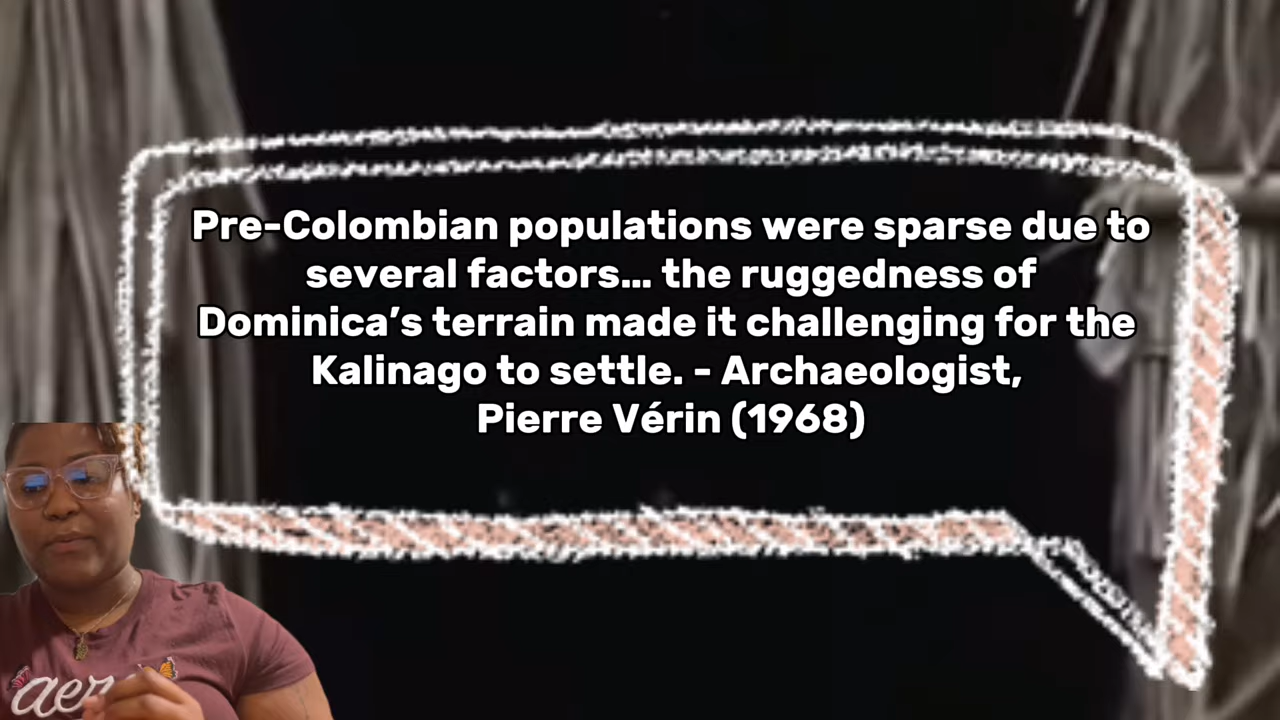 Pre-Colombian populations were sparse due to
several factors... the ruggedness of
Dominica's terrain made it challenging for the
Kalinago to settle. - Archaeologist,
Pierre Vérin (1968)